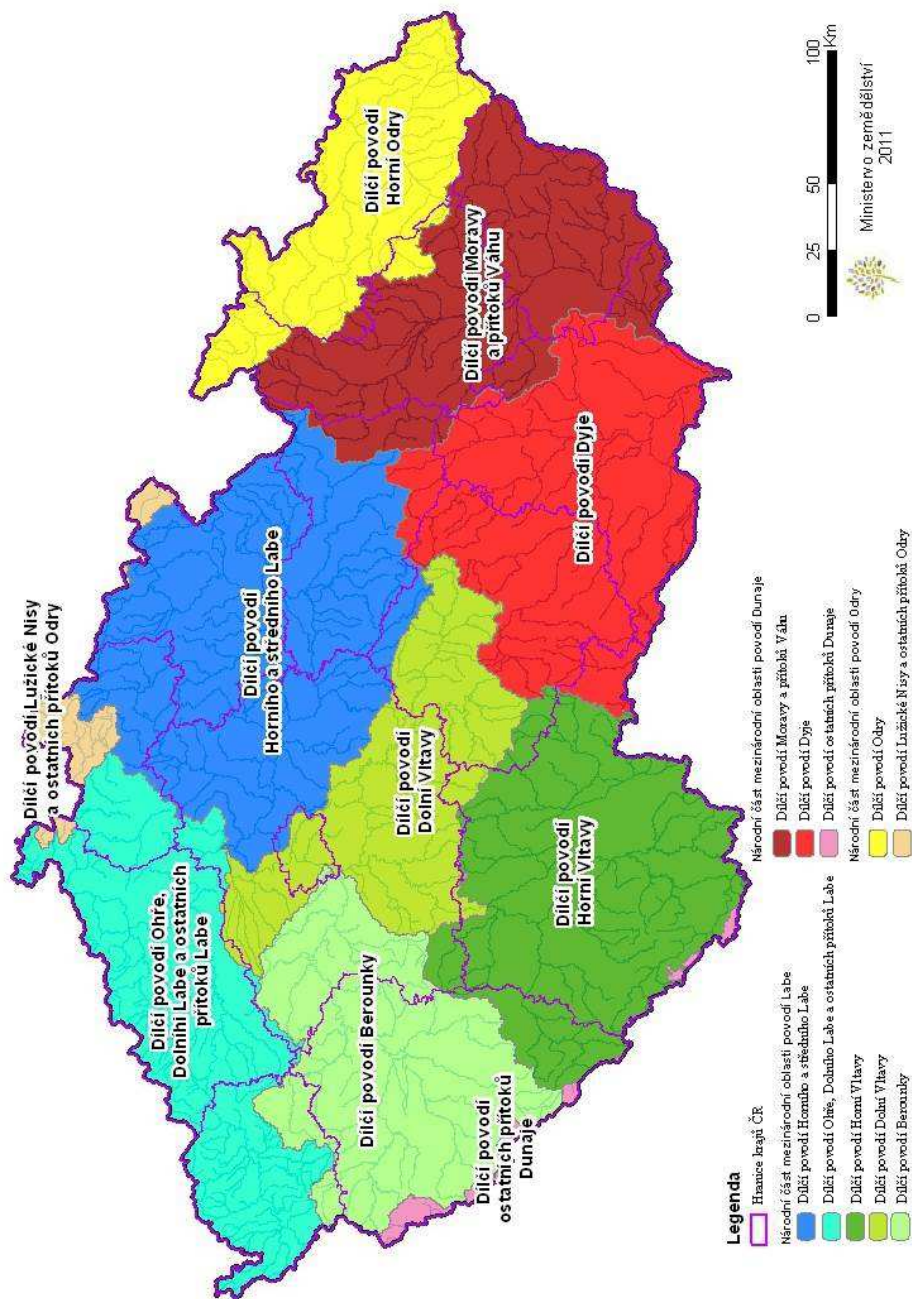 Dílčí povodí Lužické Nisy
a ostatních přítoků Odry
Dílčí povodí Ohře,
Dolního Labe a ostatních
přítoků Labe
Dílčí povodí
Horního a středního Labe
Dílčí povodí
Horní Odry
Dílčí povodí Berounky
Dílčí povodí
Dolní Vltavy
Dílčí povodí Moravy
a přítoků Váhu
Dílčí povodí
ostatních přítoků
Dunaje
Dílčí povodí
Horní Vltavy
Dílčí povodí Dyje
Legenda
Hranice krajů ČR
Národní část mezinárodní oblasti povodí Labe
Dílčí povodí Horního a středního Labe
Dílčí povodí Ohře, Dolního Labe a ostatních přítoků Labe
Dílčí povodí Horní Vltavy
Dílčí povodí Dolní Vltavy
Dílčí povodí Berounky
Národní část mezinárodní oblasti povodí Dunaje
Dílčí povodí Moravy a přítoků Váhu
Dílčí povodí Dyje
Dílčí povodí ostatních přítoků Dunaje
Národní část mezinárodní oblasti povodí Odry
Dílčí povodí Odry
Dílčí povodí Lužické Nisy a ostatních přítoků Odry
0 25 50 100
Km
Ministervo zemědělství
2011